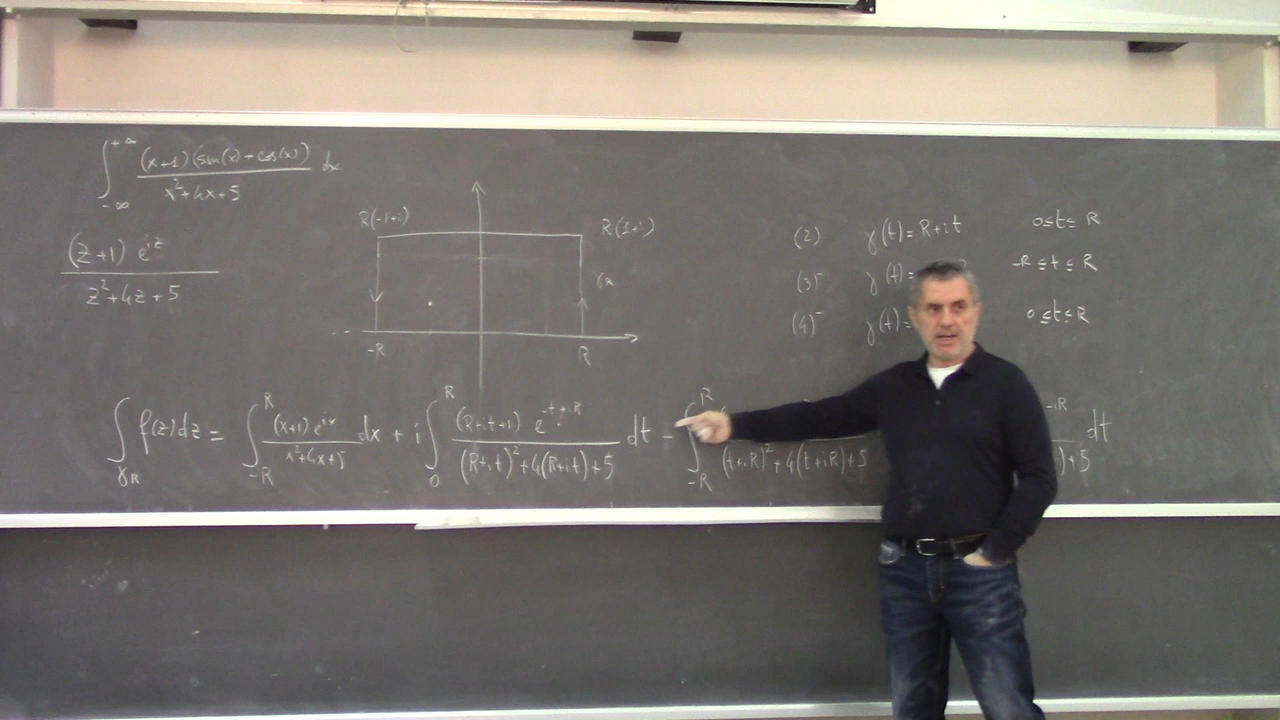 ∫_{-∞}^{+∞} (x+1)(sin(x)+cos(x)) / (x²+4x+5) dx
(z+1) e^{iz} / (z²+4z+5)
R(-1+i) R(1+i)
γ_R
-R R
(2) γ(t)=R+it 0≤t≤R
(3)⁻ γ(t)= -R≤t≤R
(4)⁻ γ(t)= 0≤t≤R
∫_{γ_R} f(z)dz = ∫_{-R}^{R} (x+1)e^{ix} / (x²+4x+5) dx + i ∫_{0}^{R} (R+it+1) e^{-t+iR} / ((R+it)²+4(R+it)+5) dt - ∫_{-R}^{R} / (t+iR)²+4(t+iR)+5 -iR / )+5 dt